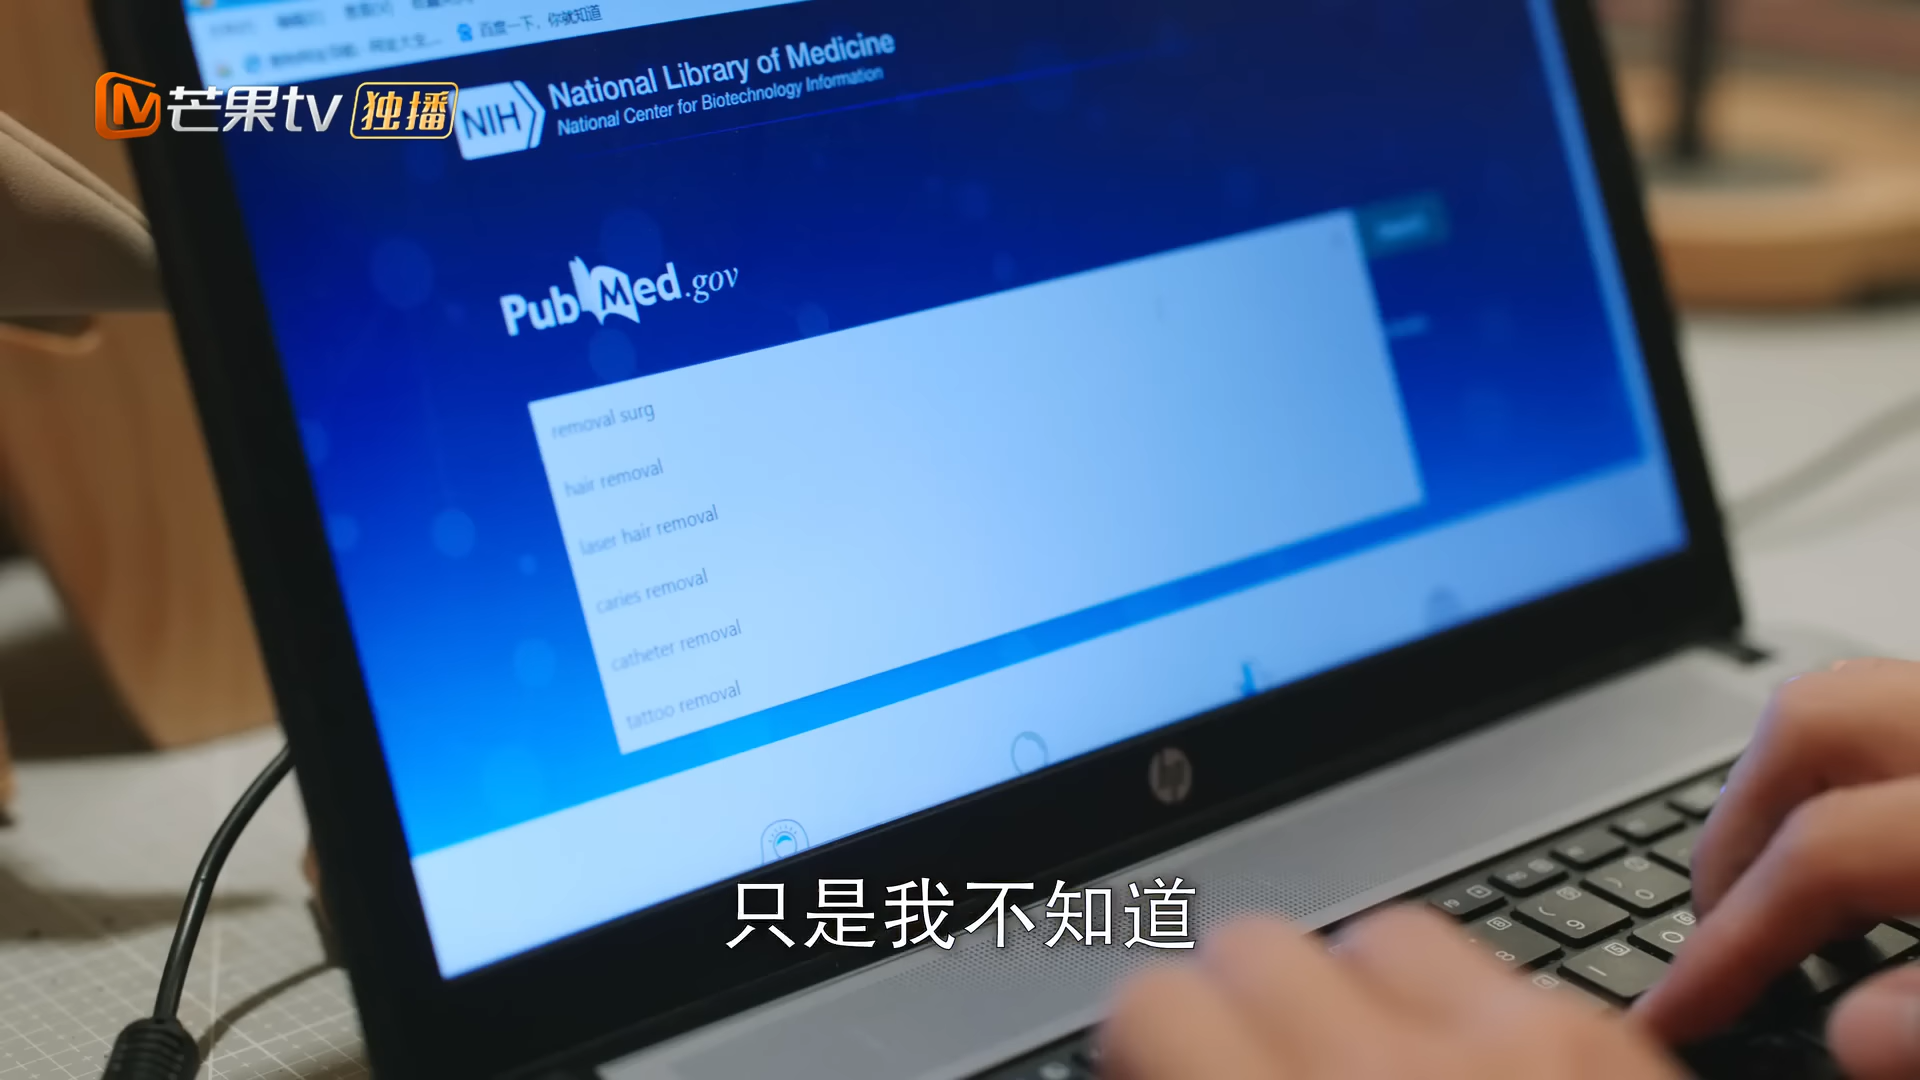 百度一下，你就知道
芒果tv 独播
NIH National Library of Medicine
National Center for Biotechnology Information
PubMed.gov
removal surg
hair removal
laser hair removal
caries removal
catheter removal
tattoo removal
hp
只是我不知道